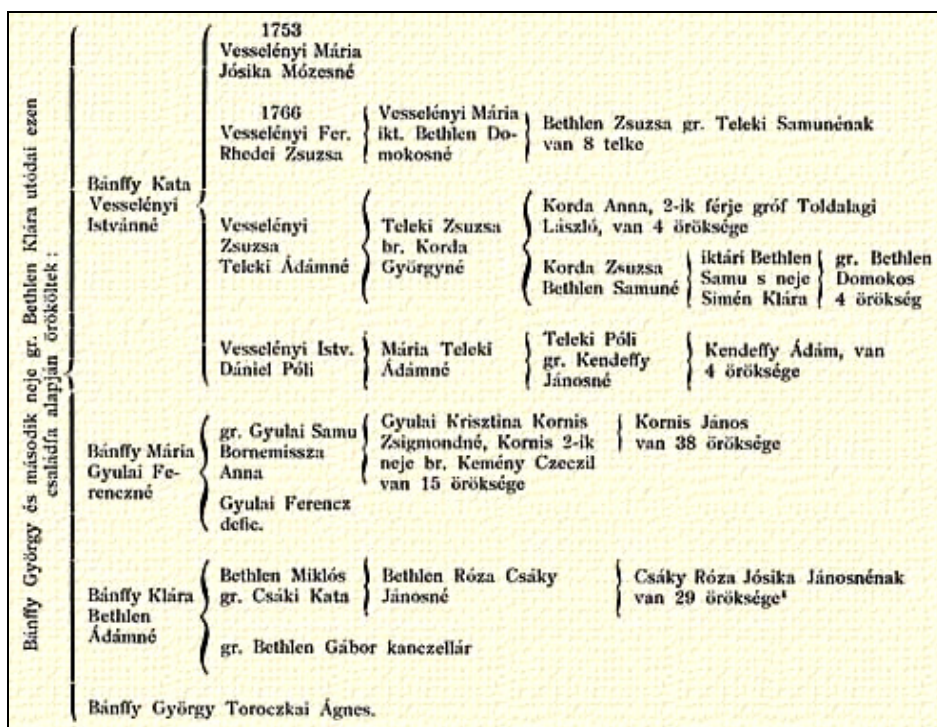 Bánffy György és második neje gr. Bethlen Klára utódai ezen
családfa alapján örököltek:
Bánffy Kata
Vesselényi
Istvánné
1753
Vesselényi Mária
Jósika Mózesné
1766
Vesselényi Fer.
Rhedei Zsuzsa
Vesselényi Mária
ikt. Bethlen Do-
mokosné
Bethlen Zsuzsa gr. Teleki Samunénak
van 8 telke
Vesselényi
Zsuzsa
Teleki Ádámné
Teleki Zsuzsa
br. Korda
Györgyné
Korda Anna, 2-ik férje gróf Toldalagi
László, van 4 öröksége
Korda Zsuzsa
Bethlen Samuné
iktári Bethlen
Samu s neje
Simén Klára
gr. Bethlen
Domokos
4 örökség
Vesselényi Istv.
Dániel Póli
Mária Teleki
Ádámné
Teleki Póli
gr. Kendeffy
Jánosné
Kendeffy Ádám, van
4 öröksége
Bánffy Mária
Gyulai Fe-
renczné
gr. Gyulai Samu
Bornemissza
Anna
Gyulai Krisztina Kornis
Zsigmondné, Kornis 2-ik
neje br. Kemény Czeczil
van 15 öröksége
Kornis János
van 38 öröksége
Gyulai Ferencz
defic.
Bánffy Klára
Bethlen
Ádámné
Bethlen Miklós
gr. Csáki Kata
Bethlen Róza Csáky
Jánosné
Csáky Róza Jósika Jánosnénak
van 29 öröksége
gr. Bethlen Gábor kanczellár
Bánffy György Toroczkai Ágnes.